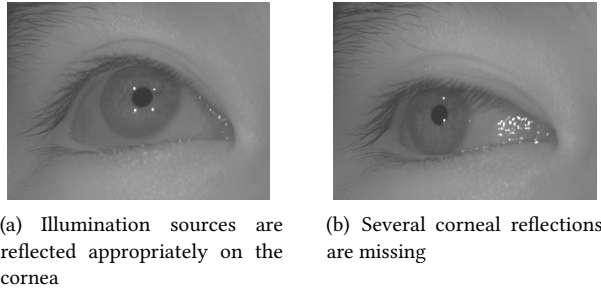 (a) Illumination sources are
reflected appropriately on the
cornea
(b) Several corneal reflections
are missing